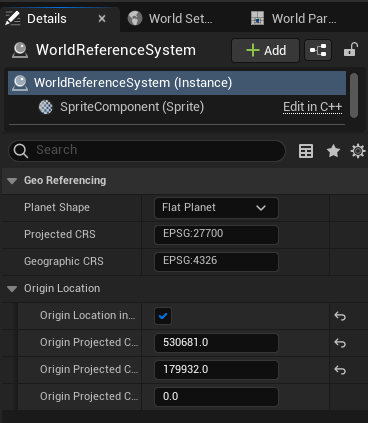 Details × World Set... World Par...
WorldReferenceSystem + Add
WorldReferenceSystem (Instance)
SpriteComponent (Sprite) Edit in C++
Search
Geo Referencing
Planet Shape Flat Planet
Projected CRS EPSG:27700
Geographic CRS EPSG:4326
Origin Location
Origin Location in...
Origin Projected C... 530681.0
Origin Projected C... 179932.0
Origin Projected C... 0.0